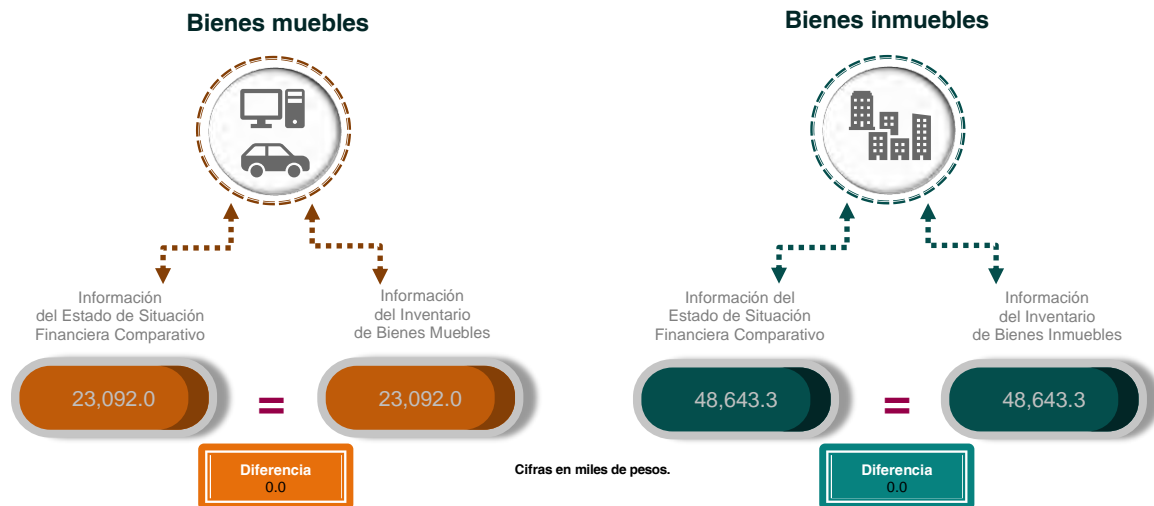 Bienes muebles
Información
del Estado de Situación
Financiera Comparativo
Información
del Inventario
de Bienes Muebles
23,092.0
=
23,092.0
Diferencia
0.0
Bienes inmuebles
Información del
Estado de Situación
Financiera Comparativo
Información
del Inventario
de Bienes Inmuebles
48,643.3
=
48,643.3
Diferencia
0.0
Cifras en miles de pesos.